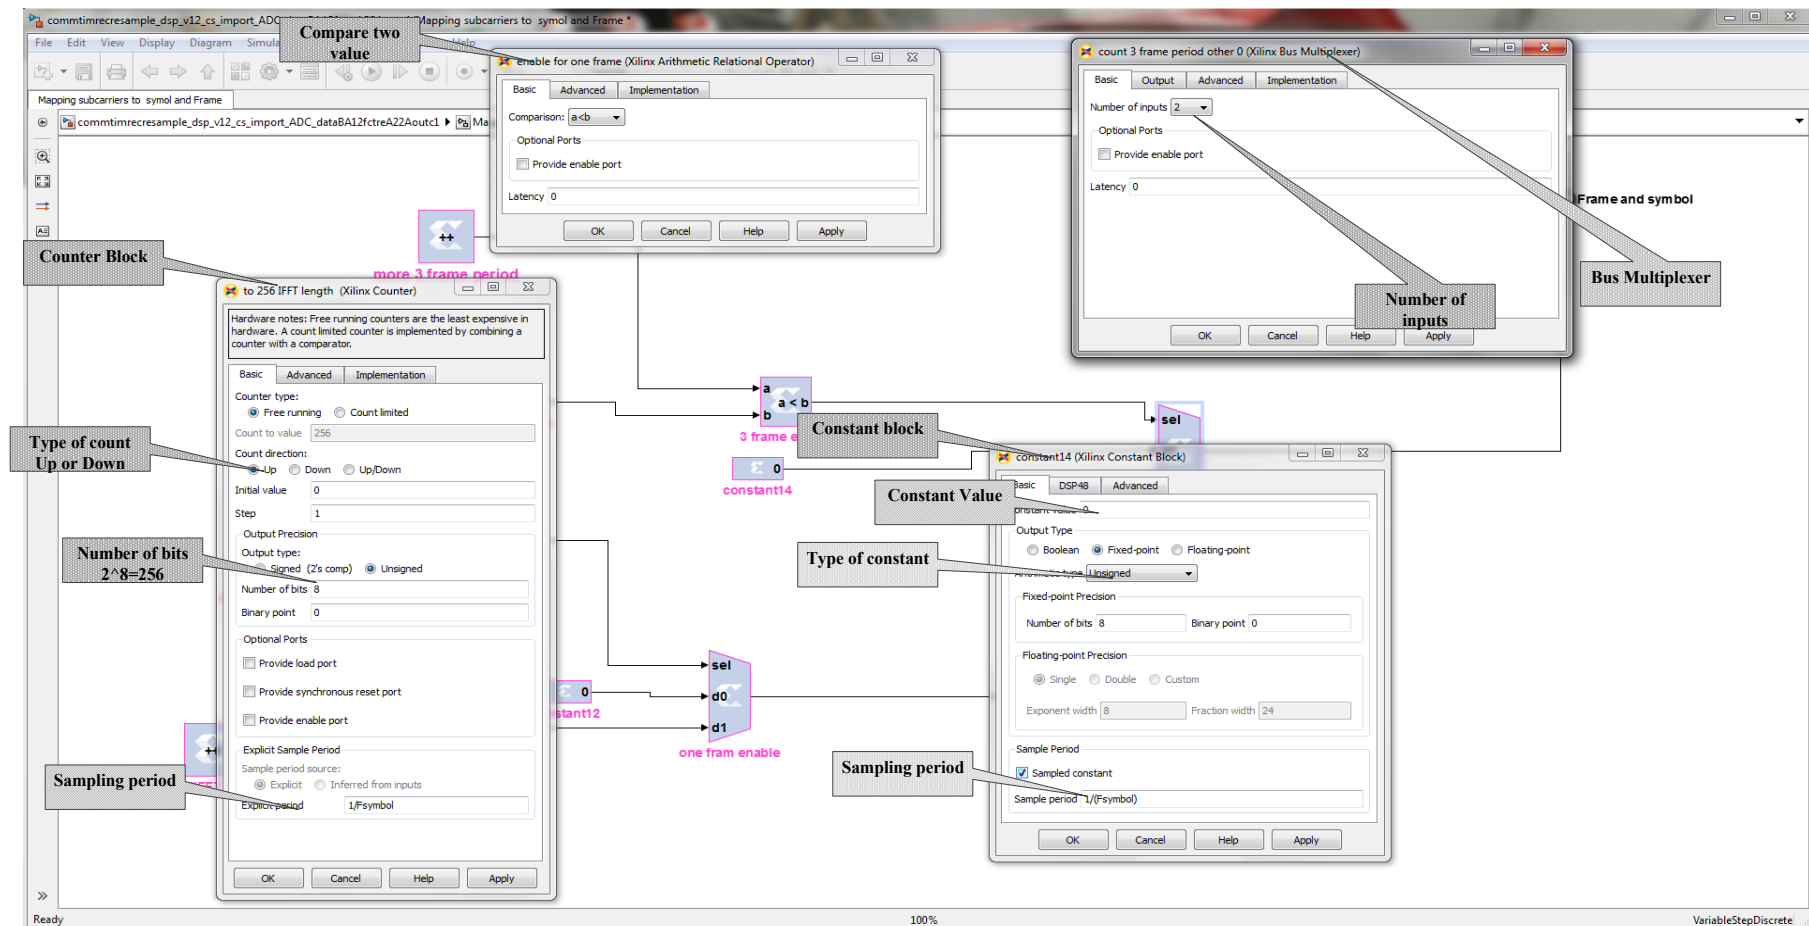 commtimrecresample_dsp_v12_cs_import_ADC_
Mapping subcarriers to symol and Frame *
File Edit View Display Diagram Simula
Help
Compare two
value
Mapping subcarriers to symol and Frame
commtimrecresample_dsp_v12_cs_import_ADC_dataBA12fctreA22Aoutc1
Ma
enable for one frame (Xilinx Arithmetic Relational Operator)
Basic Advanced Implementation
Comparison: a<b
Optional Ports
Provide enable port
Latency 0
OK Cancel Help Apply
count 3 frame period other 0 (Xilinx Bus Multiplexer)
Basic Output Advanced Implementation
Number of inputs 2
Optional Ports
Provide enable port
Latency 0
OK Cancel Help Apply
Number of
inputs
Bus Multiplexer
Frame and symbol
++
more 3 frame period
Counter Block
to 256 IFFT length (Xilinx Counter)
Hardware notes: Free running counters are the least expensive in
hardware. A count limited counter is implemented by combining a
counter with a comparator.
Basic Advanced Implementation
Counter type:
Free running Count limited
Count to value 256
Count direction:
Up Down Up/Down
Initial value 0
Step 1
Output Precision
Output type:
Signed (2's comp) Unsigned
Number of bits 8
Binary point 0
Optional Ports
Provide load port
Provide synchronous reset port
Provide enable port
Explicit Sample Period
Sample period source:
Explicit Inferred from inputs
Explicit period 1/Fsymbol
OK Cancel Help Apply
Type of count
Up or Down
Number of bits
2^8=256
Sampling period
++
a
a < b
b
3 frame e
0
constant14
sel
0
stant12
sel
d0
d1
one fram enable
Constant block
Constant Value
Type of constant
Sampling period
constant14 (Xilinx Constant Block)
Basic DSP48 Advanced
Constant value 0
Output Type
Boolean Fixed-point Floating-point
Arithmetic type Unsigned
Fixed-point Precision
Number of bits 8 Binary point 0
Floating-point Precision
Single Double Custom
Exponent width 8 Fraction width 24
Sample Period
Sampled constant
Sample period 1/(Fsymbol)
OK Cancel Help Apply
Ready
100%
VariableStepDiscrete